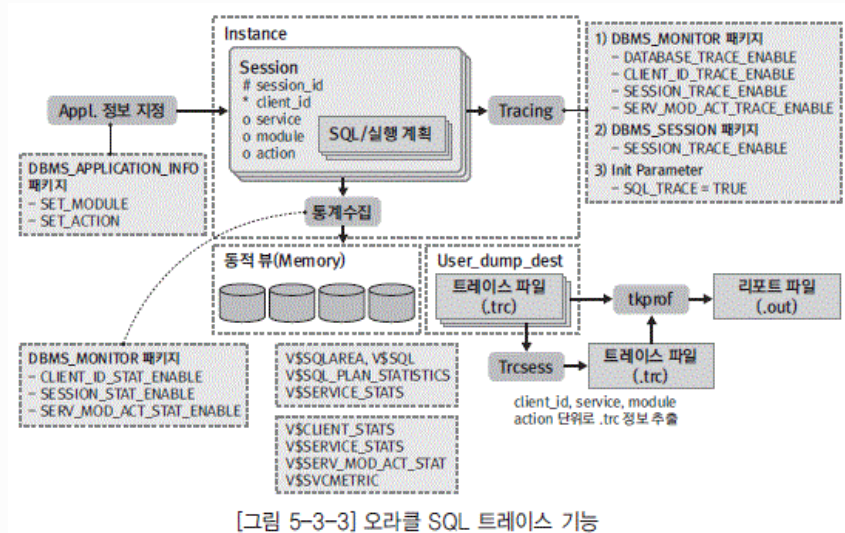 Instance
Session
# session_id
* client_id
o service
o module
o action
SQL/실행 계획
Appl. 정보 지정
Tracing
1) DBMS_MONITOR 패키지
– DATABASE_TRACE_ENABLE
– CLIENT_ID_TRACE_ENABLE
– SESSION_TRACE_ENABLE
– SERV_MOD_ACT_TRACE_ENABLE
2) DBMS_SESSION 패키지
– SESSION_TRACE_ENABLE
3) Init Parameter
– SQL_TRACE = TRUE
DBMS_APPLICATION_INFO
패키지
– SET_MODULE
– SET_ACTION
통계수집
동적 뷰(Memory)
User_dump_dest
트레이스 파일
(.trc)
tkprof
리포트 파일
(.out)
Trcsess
트레이스 파일
(.trc)
client_id, service, module
action 단위로 .trc 정보 추출
DBMS_MONITOR 패키지
– CLIENT_ID_STAT_ENABLE
– SESSION_STAT_ENABLE
– SERV_MOD_ACT_STAT_ENABLE
V$SQLAREA, V$SQL
V$SQL_PLAN_STATISTICS
V$SERVICE_STATS
V$CLIENT_STATS
V$SERVICE_STATS
V$SERV_MOD_ACT_STAT
V$SVCMETRIC
[그림 5-3-3] 오라클 SQL 트레이스 기능